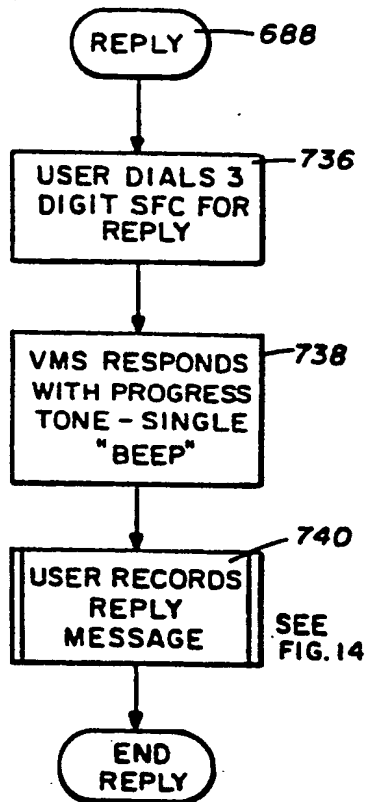 REPLY
688
736
USER DIALS 3
DIGIT SFC FOR
REPLY
738
VMS RESPONDS
WITH PROGRESS
TONE - SINGLE
"BEEP"
740
USER RECORDS
REPLY
MESSAGE
SEE
FIG. 14
END
REPLY